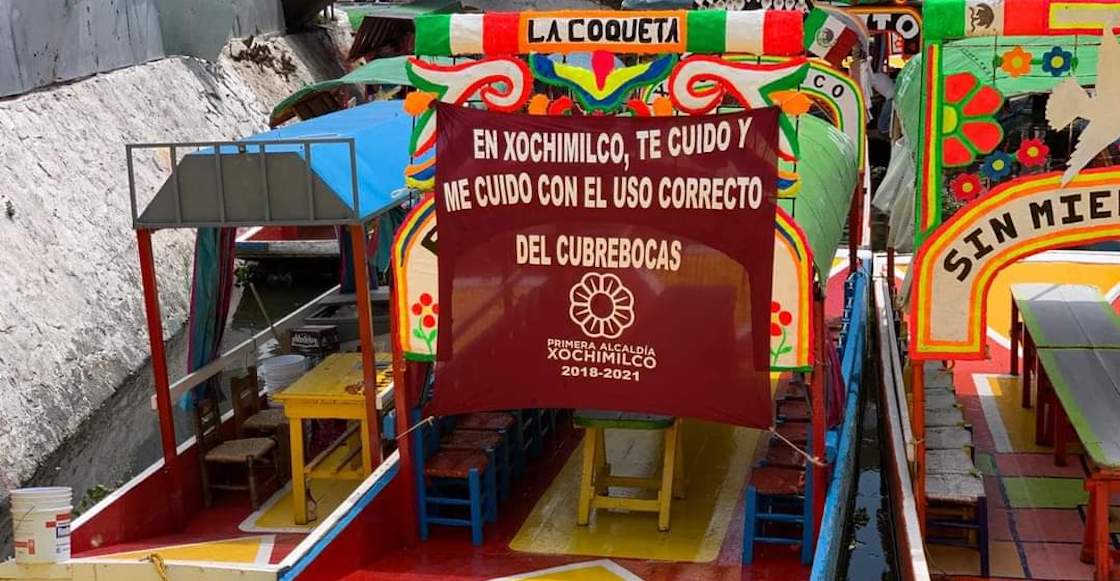 LA COQUETA
EN XOCHIMILCO, TE CUIDO Y
ME CUIDO CON EL USO CORRECTO
DEL CUBREBOCAS
PRIMERA ALCALDÍA
XOCHIMILCO
2018-2021
SIN MIE